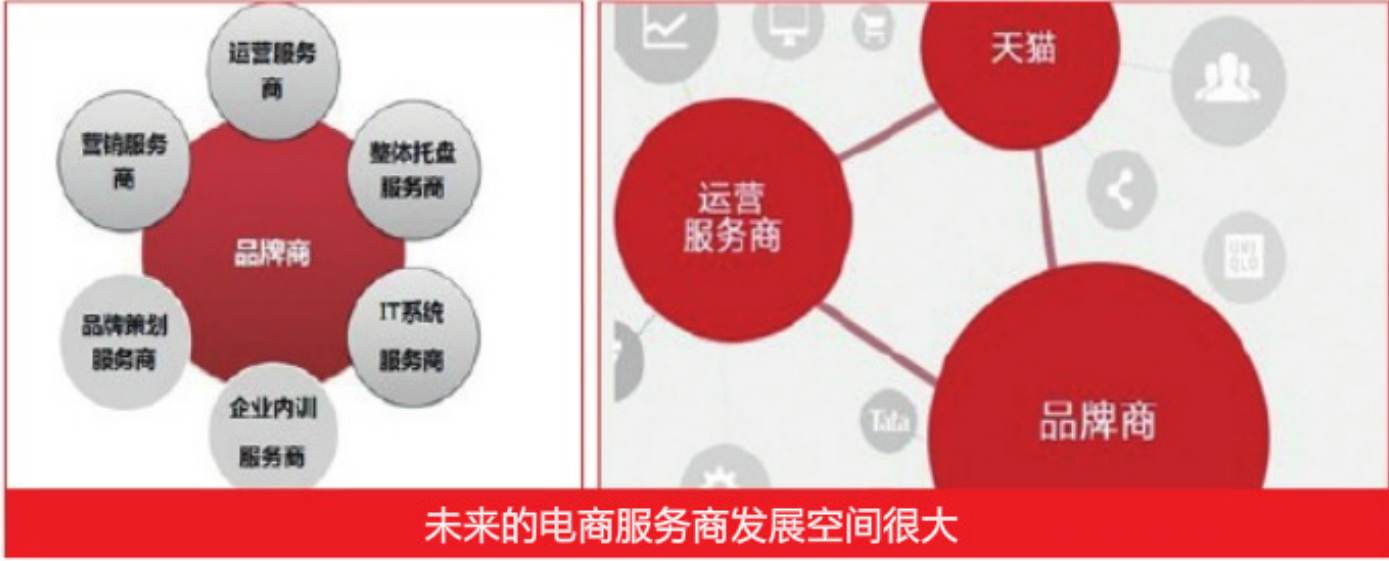 运营服务
商
营销服务
商
整体托盘
服务商
品牌商
品牌策划
服务商
IT系统
服务商
企业内训
服务商
天猫
运营
服务商
UNI
QLO
Tata
品牌商
未来的电商服务商发展空间很大